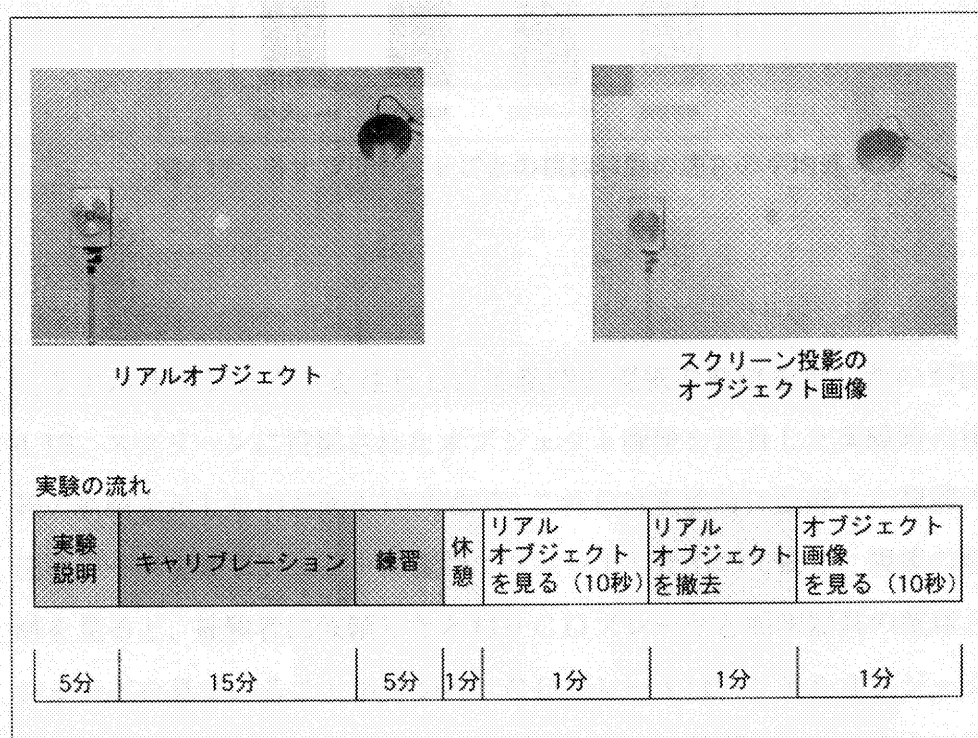 リアルオブジェクト
スクリーン投影の
オブジェクト画像
実験の流れ
実験
説明
キャリブレーション
練習
休
憩
リアル
オブジェクト
を見る（10秒）
リアル
オブジェクト
を撤去
オブジェクト
画像
を見る（10秒）
5分
15分
5分
1分
1分
1分
1分